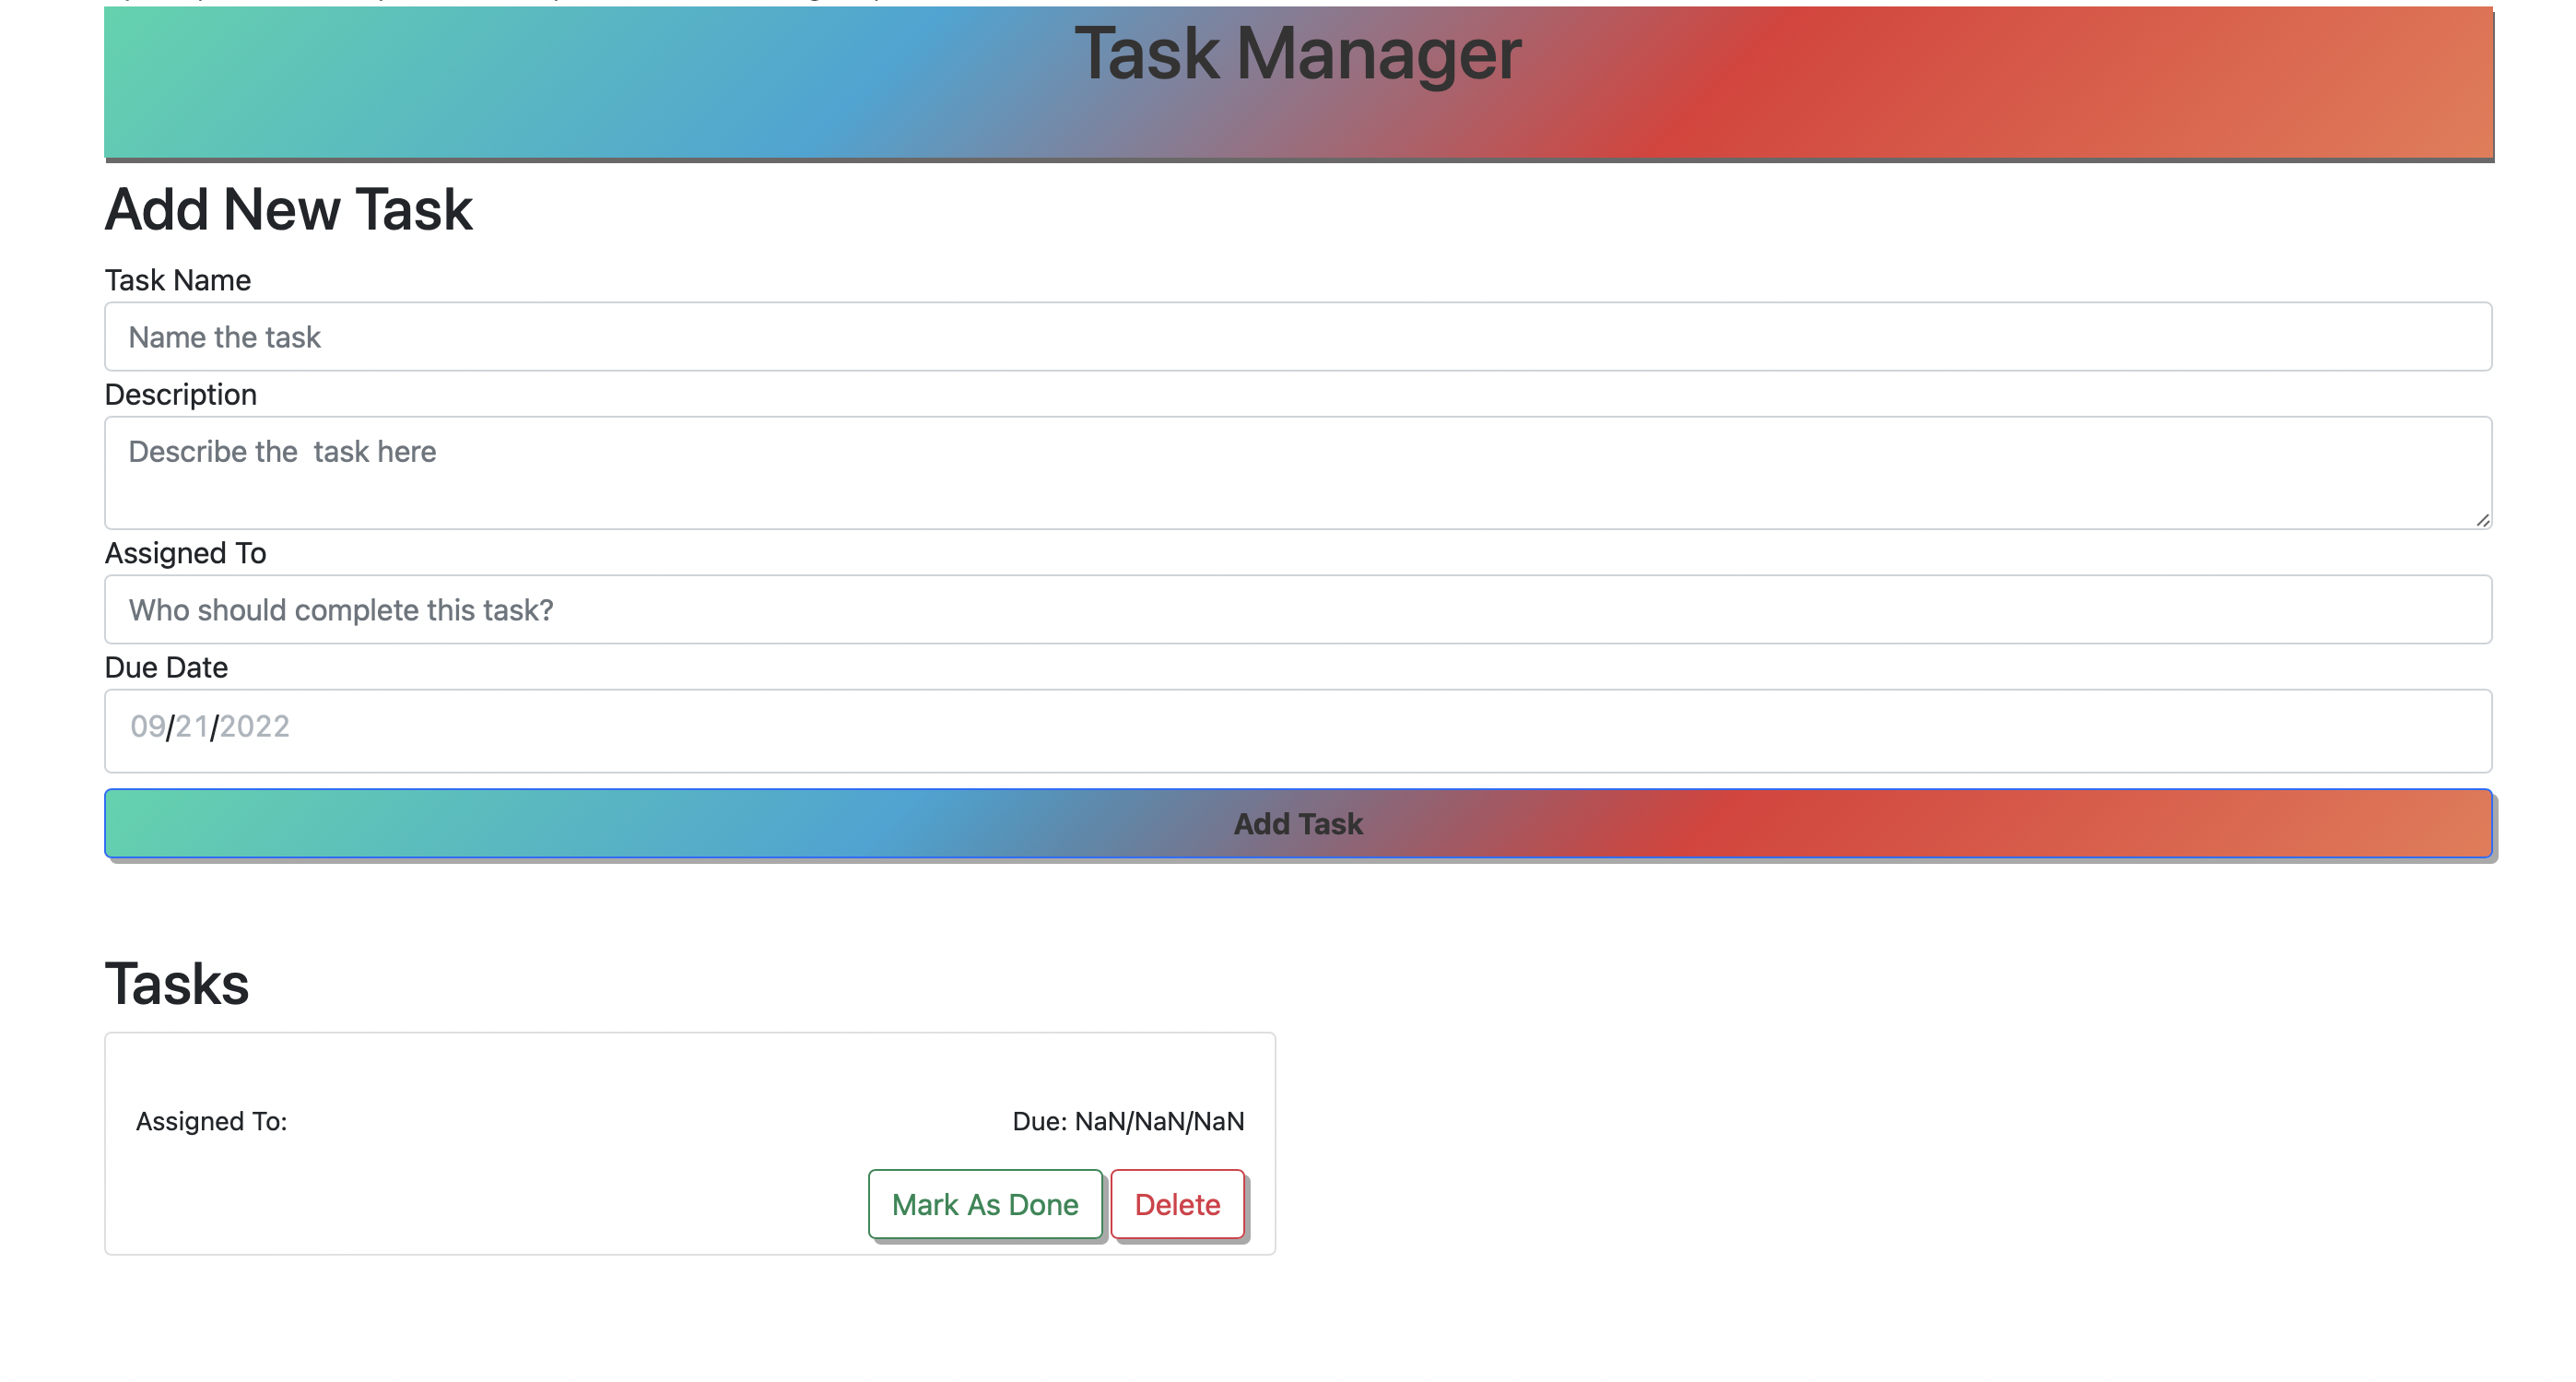 Task Manager
Add New Task
Task Name
Name the task
Description
Describe the  task here
Assigned To
Who should complete this task?
Due Date
09/21/2022
Add Task
Tasks
Assigned To: Due: NaN/NaN/NaN
Mark As Done Delete